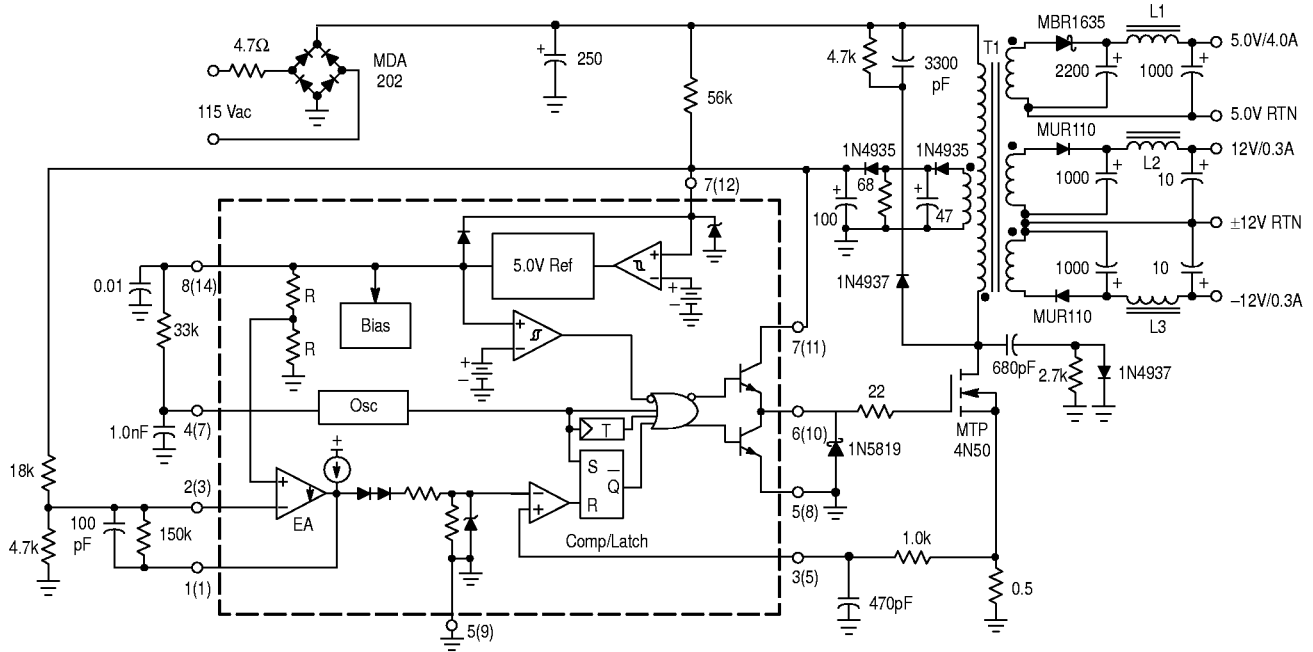 4.7Ω
MDA
202
115 Vac
+
250
56k
4.7k
3300
pF
T1
MBR1635
L1
+
2200
+
1000
5.0V/4.0A
5.0V RTN
MUR110
L2
+
1000
+
10
12V/0.3A
±12V RTN
1000
+
10
+
MUR110
L3
–12V/0.3A
1N4935
1N4935
68
+
100
+
47
1N4937
7(12)
5.0V Ref
+
–
+
–
0.01
8(14)
33k
R
R
Bias
+
–
+
–
7(11)
680pF
2.7k
1N4937
1.0nF
4(7)
Osc
T
6(10)
22
1N5819
MTP
4N50
18k
2(3)
+
–
EA
+
S
Q
R
–
+
Comp/Latch
5(8)
4.7k
100
pF
150k
1(1)
3(5)
1.0k
470pF
0.5
5(9)